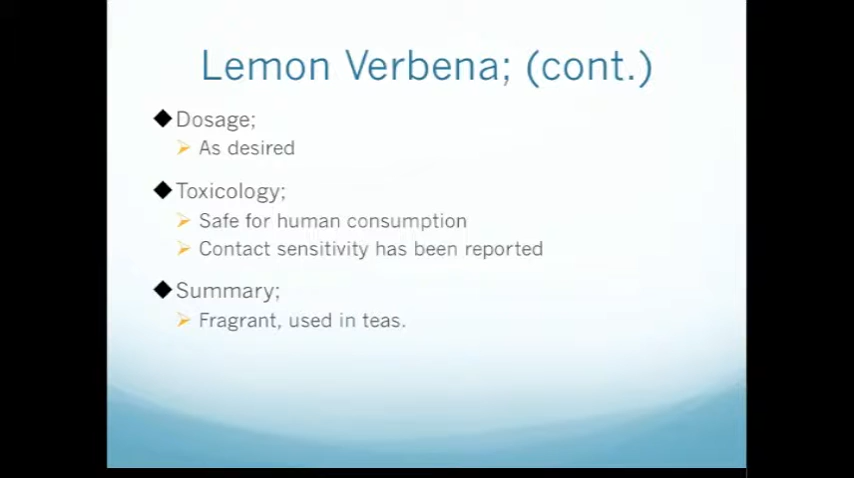 Lemon Verbena; (cont.)
Dosage;
As desired
Toxicology;
Safe for human consumption
Contact sensitivity has been reported
Summary;
Fragrant, used in teas.